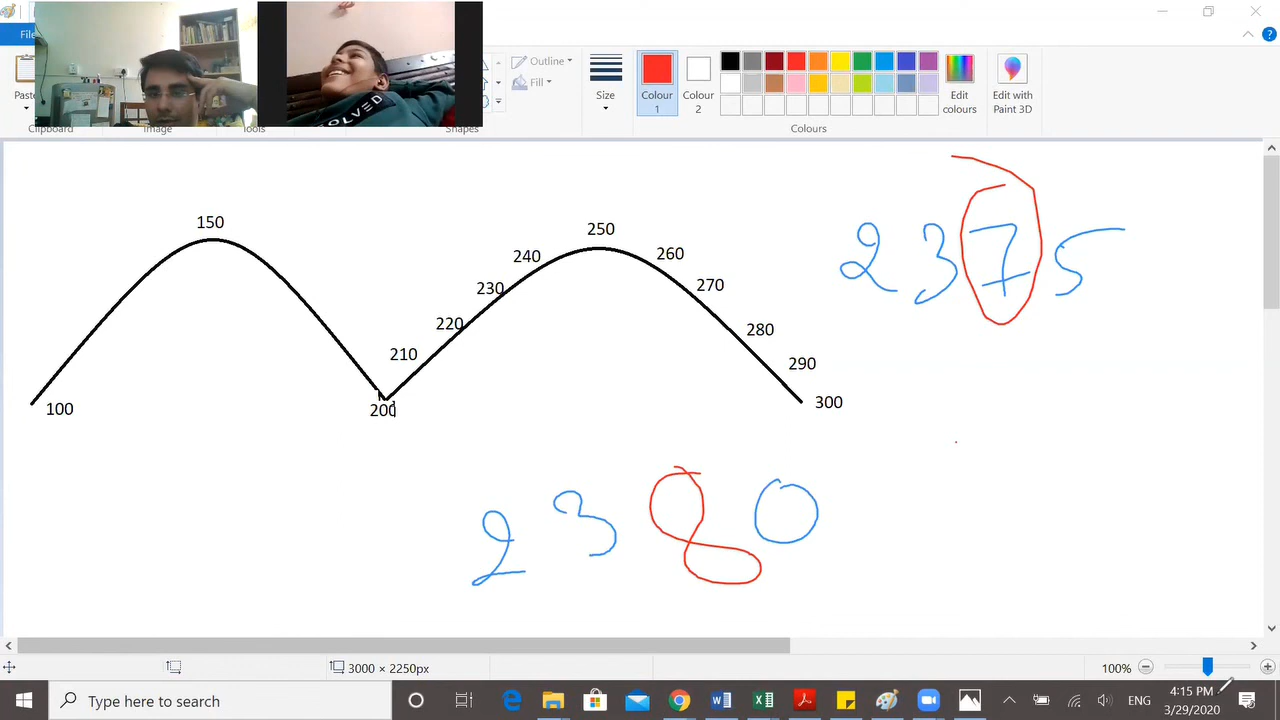 File
SOLVED
Paste
Clipboard
Image
Tools
Outline
Fill
Shapes
Size
Colour 1
Colour 2
Edit colours
Colours
Edit with Paint 3D
150
250
240
260
230
270
220
280
210
290
100
200
300
2375
2380
3000 × 2250px
100%
Type here to search
ENG
4:15 PM
3/29/2020